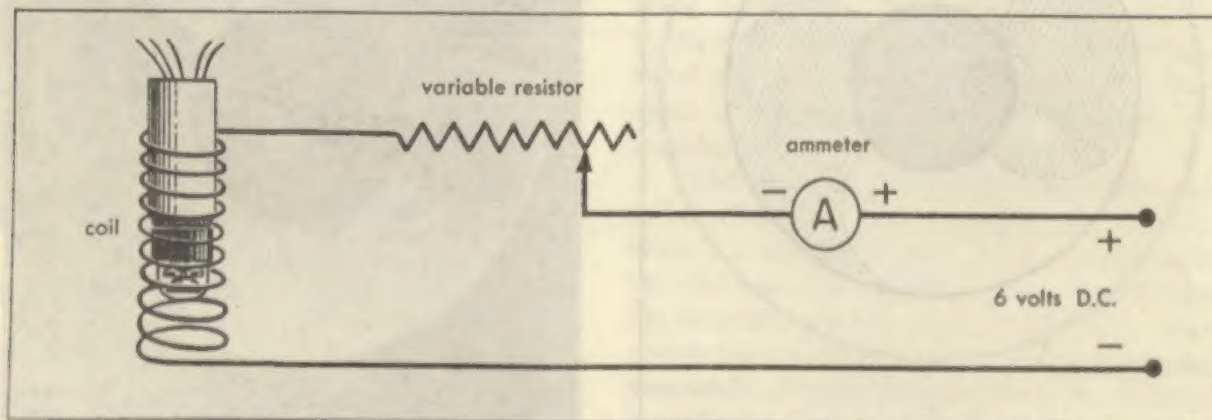 variable resistor
ammeter
− A +
coil
+
6 volts D.C.
−